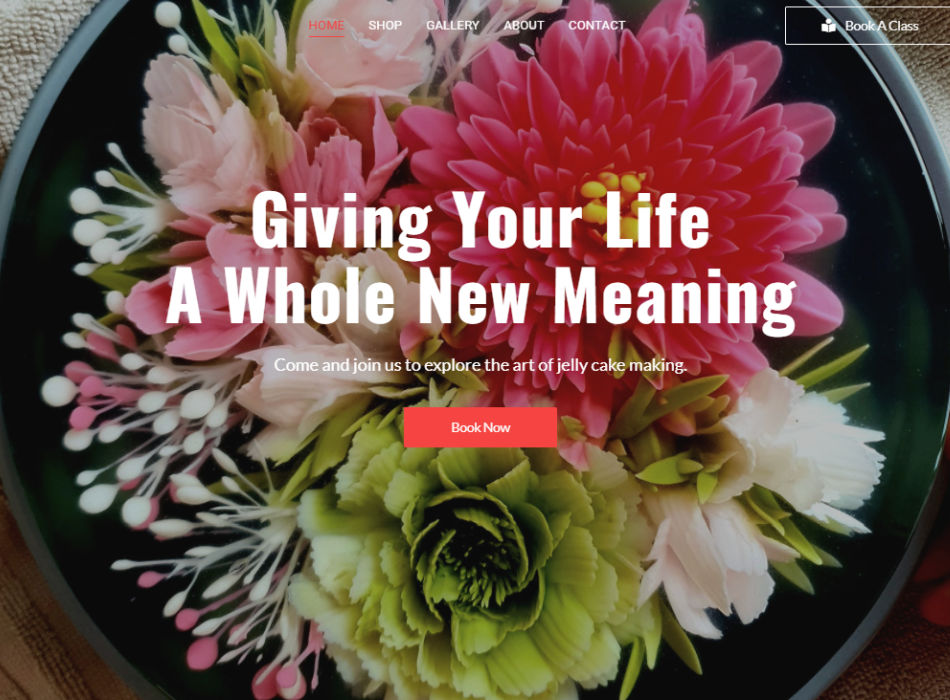 HOME SHOP GALLERY ABOUT CONTACT Book A Class
Giving Your Life
A Whole New Meaning
Come and join us to explore the art of jelly cake making.
Book Now